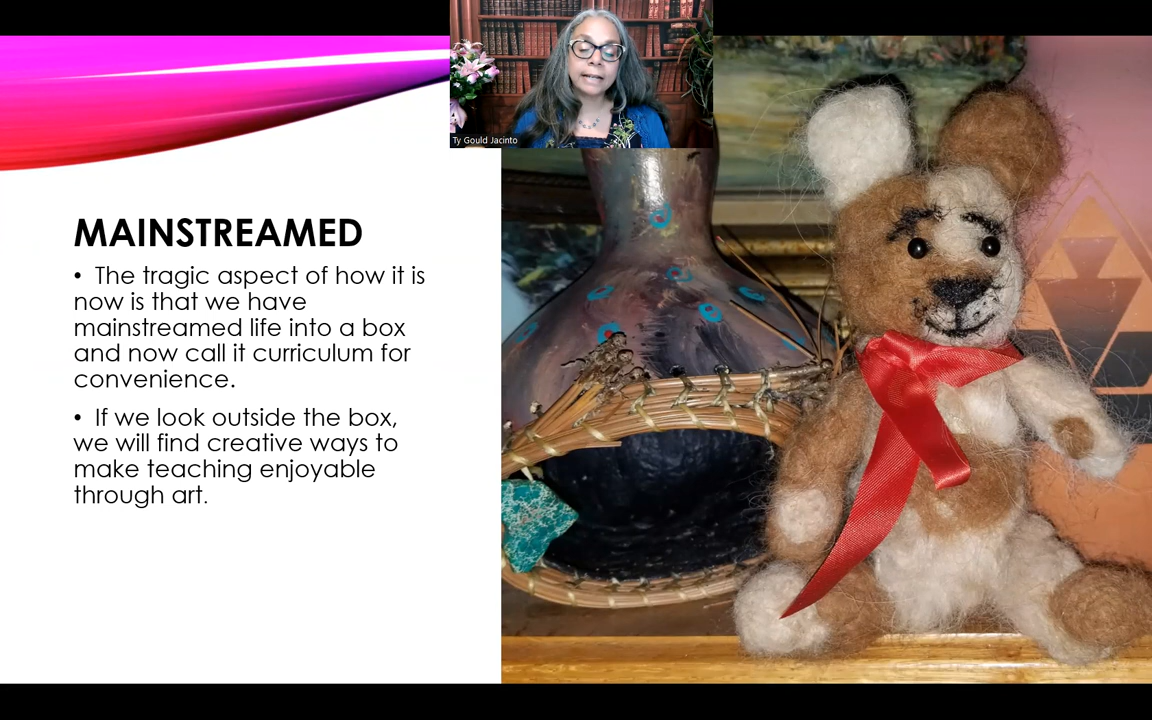 Ty Gould Jacinto
MAINSTREAMED
• The tragic aspect of how it is
now is that we have
mainstreamed life into a box
and now call it curriculum for
convenience.
• If we look outside the box,
we will find creative ways to
make teaching enjoyable
through art.